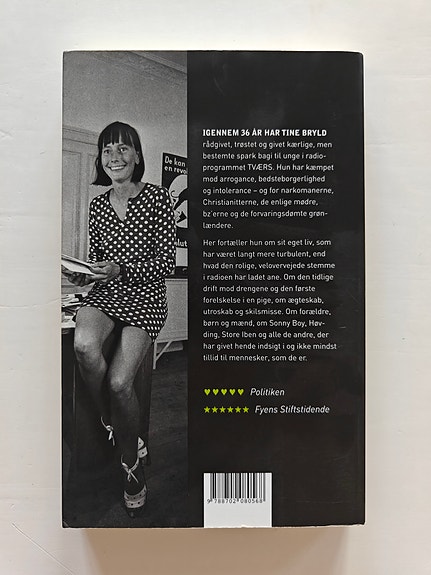 De kan
en revol
olut
IGENNEM 36 ÅR HAR TINE BRYLD
rådgivet, trøstet og givet kærlige, men
bestemte spark bagi til unge i radio-
programmet TVÆRS. Hun har kæmpet
mod arrogance, bedsteborgerlighed
og intolerance – og for narkomanerne,
Christianitterne, de enlige mødre,
bz'erne og de forvaringsdømte grøn-
lændere.
Her fortæller hun om sit eget liv, som
har været langt mere turbulent, end
hvad den rolige, velovervejede stemme
i radioen har ladet ane. Om den tidlige
drift mod drengene og den første
forelskelse i en pige, om ægteskab,
utroskab og skilsmisse. Om forældre,
børn og mænd, om Sonny Boy, Høv-
ding, Store Iben og alle de andre, der
har givet hende indsigt i og ikke mindst
tillid til mennesker, som de er.
♥♥♥♥♥ Politiken
★★★★★★ Fyens Stiftstidende
9 788702 080568